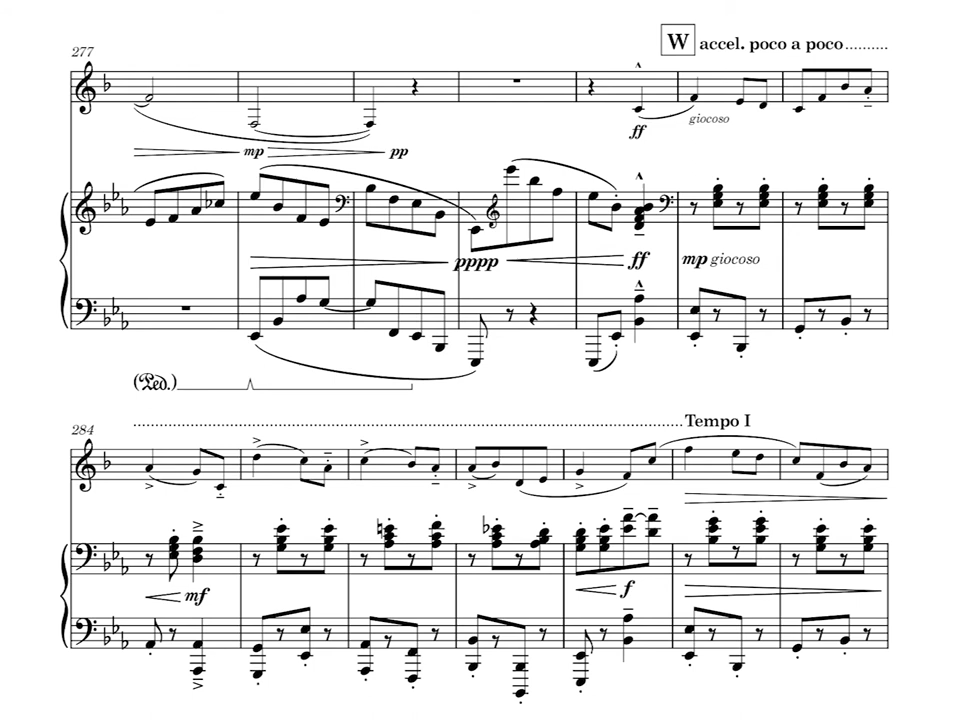 W accel. poco a poco..........
277
ff giocoso
mp pp
pppp ff mp giocoso
(Ped.)
284 Tempo I
mf f